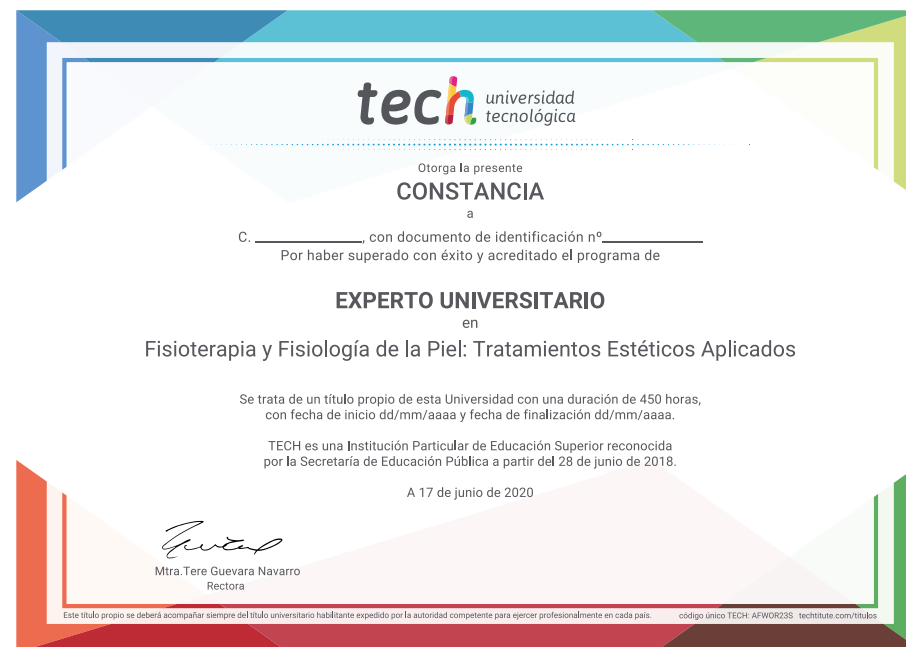 tech universidad
tecnológica
Otorga la presente
CONSTANCIA
a
C. ____________, con documento de identificación nº____________
Por haber superado con éxito y acreditado el programa de
EXPERTO UNIVERSITARIO
en
Fisioterapia y Fisiología de la Piel: Tratamientos Estéticos Aplicados
Se trata de un título propio de esta Universidad con una duración de 450 horas,
con fecha de inicio dd/mm/aaaa y fecha de finalización dd/mm/aaaa.
TECH es una Institución Particular de Educación Superior reconocida
por la Secretaría de Educación Pública a partir del 28 de junio de 2018.
A 17 de junio de 2020
Mtra.Tere Guevara Navarro
Rectora
Este título propio se deberá acompañar siempre del título universitario habilitante expedido por la autoridad competente para ejercer profesionalmente en cada país. código único TECH: AFWOR23S techtitute.com/titulos